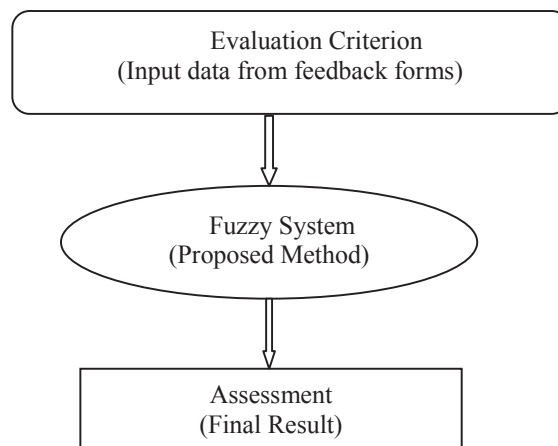 Evaluation Criterion
(Input data from feedback forms)
Fuzzy System
(Proposed Method)
Assessment
(Final Result)